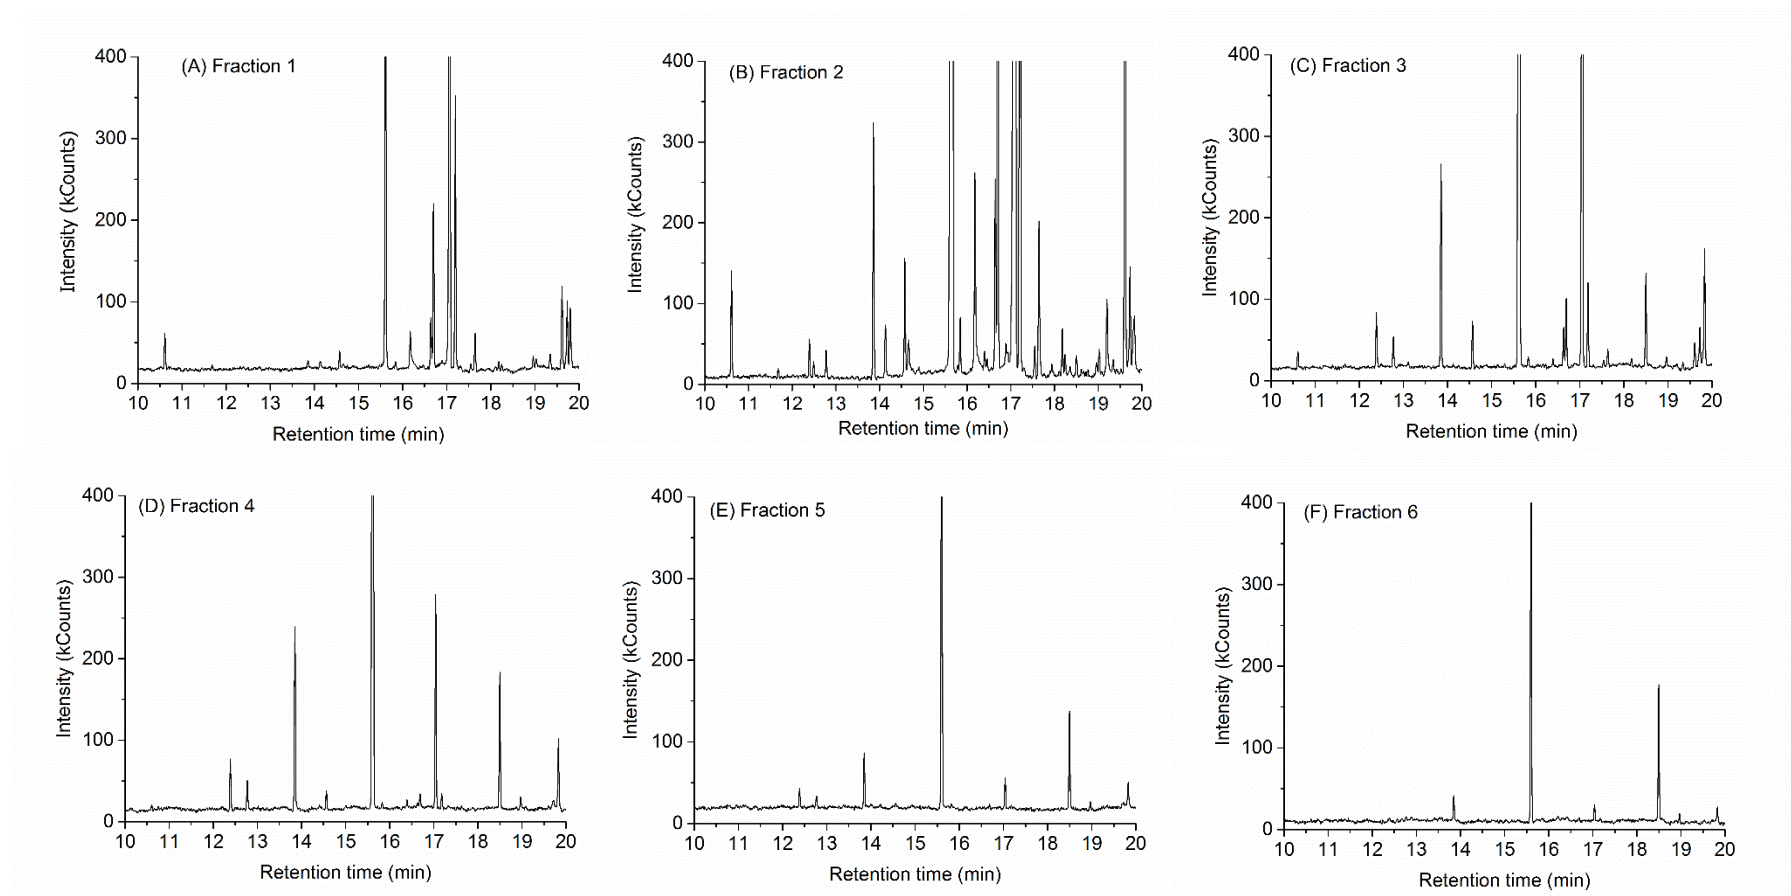 (A) Fraction 1
Intensity (kCounts)
400
300
200
100
0
10 11 12 13 14 15 16 17 18 19 20
Retention time (min)
(B) Fraction 2
Intensity (kCounts)
400
300
200
100
0
10 11 12 13 14 15 16 17 18 19 20
Retention time (min)
(C) Fraction 3
Intensity (kCounts)
400
300
200
100
0
10 11 12 13 14 15 16 17 18 19 20
Retention time (min)
(D) Fraction 4
Intensity (kCounts)
400
300
200
100
0
10 11 12 13 14 15 16 17 18 19 20
Retention time (min)
(E) Fraction 5
Intensity (kCounts)
400
300
200
100
0
10 11 12 13 14 15 16 17 18 19 20
Retention time (min)
(F) Fraction 6
Intensity (kCounts)
400
300
200
100
0
10 11 12 13 14 15 16 17 18 19 20
Retention time (min)